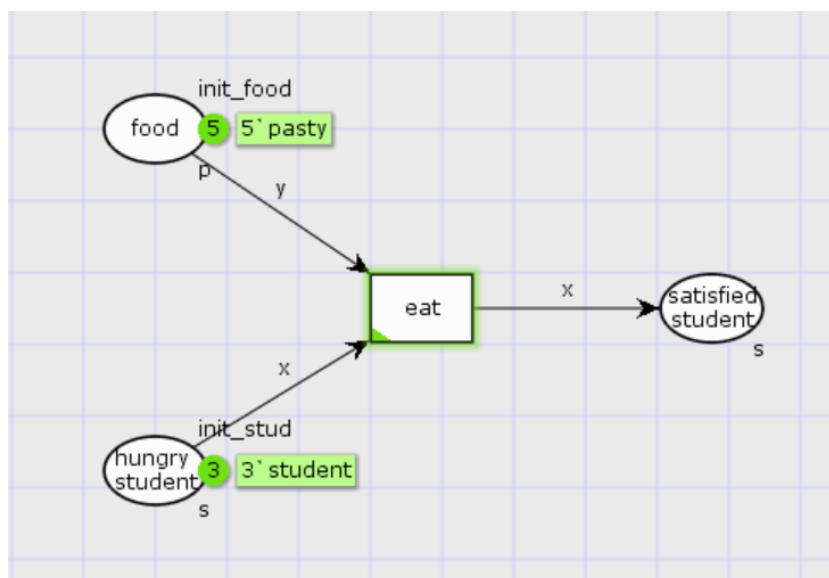 init_food
food
5
5`pasty
p
y
eat
x
satisfied
student
s
x
init_stud
hungry
student
3
3`student
s